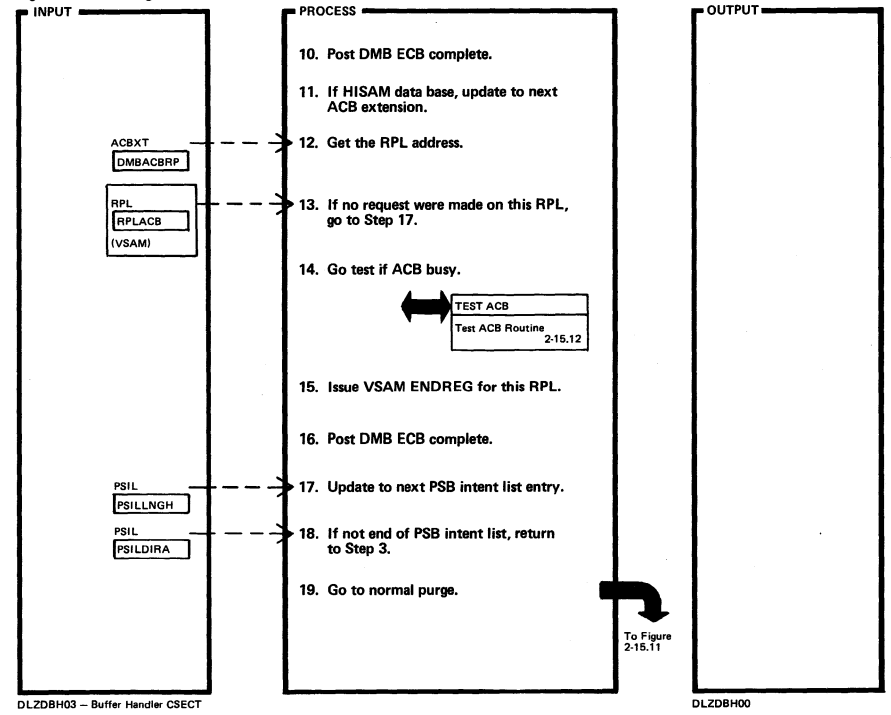 INPUT
PROCESS
OUTPUT
10. Post DMB ECB complete.
11. If HISAM data base, update to next
ACB extension.
ACBXT
DMBACBRP
12. Get the RPL address.
RPL
RPLACB
(VSAM)
13. If no request were made on this RPL,
go to Step 17.
14. Go test if ACB busy.
TEST ACB
Test ACB Routine
2-15.12
15. Issue VSAM ENDREG for this RPL.
16. Post DMB ECB complete.
PSIL
PSILLNGH
17. Update to next PSB intent list entry.
PSIL
PSILDIRA
18. If not end of PSB intent list, return
to Step 3.
19. Go to normal purge.
To Figure
2-15.11
DLZDBH03 – Buffer Handler CSECT
DLZDBH00